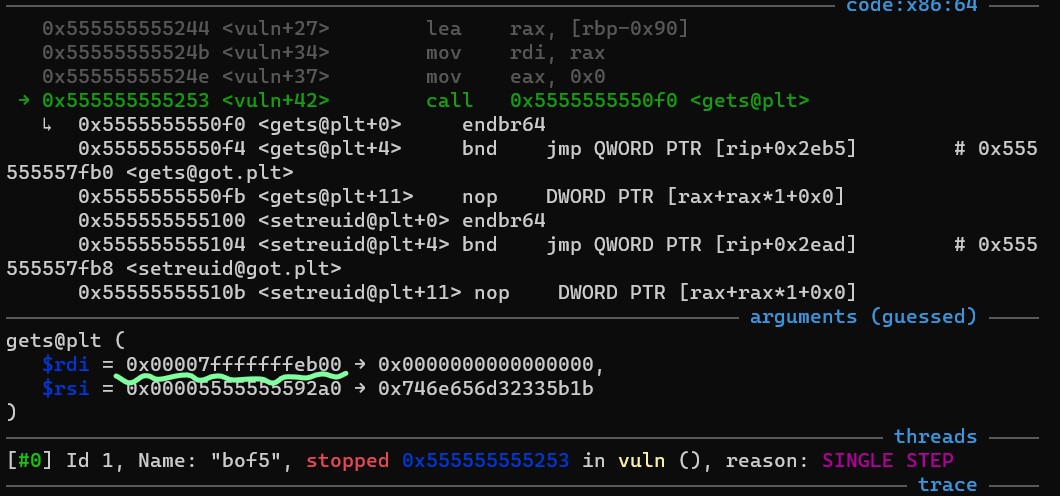 code:x86:64
0x555555555244 <vuln+27> lea rax, [rbp-0x90]
0x55555555524b <vuln+34> mov rdi, rax
0x55555555524e <vuln+37> mov eax, 0x0
→ 0x555555555253 <vuln+42> call 0x5555555550f0 <gets@plt>
↳ 0x5555555550f0 <gets@plt+0> endbr64
0x5555555550f4 <gets@plt+4> bnd jmp QWORD PTR [rip+0x2eb5] # 0x555
555557fb0 <gets@got.plt>
0x5555555550fb <gets@plt+11> nop DWORD PTR [rax+rax*1+0x0]
0x555555555100 <setreuid@plt+0> endbr64
0x555555555104 <setreuid@plt+4> bnd jmp QWORD PTR [rip+0x2ead] # 0x555
555557fb8 <setreuid@got.plt>
0x55555555510b <setreuid@plt+11> nop DWORD PTR [rax+rax*1+0x0]
arguments (guessed)
gets@plt (
$rdi = 0x00007fffffffeb00 → 0x0000000000000000,
$rsi = 0x00005555555592a0 → 0x746e656d32335b1b
)
threads
[#0] Id 1, Name: "bof5", stopped 0x555555555253 in vuln (), reason: SINGLE STEP
trace